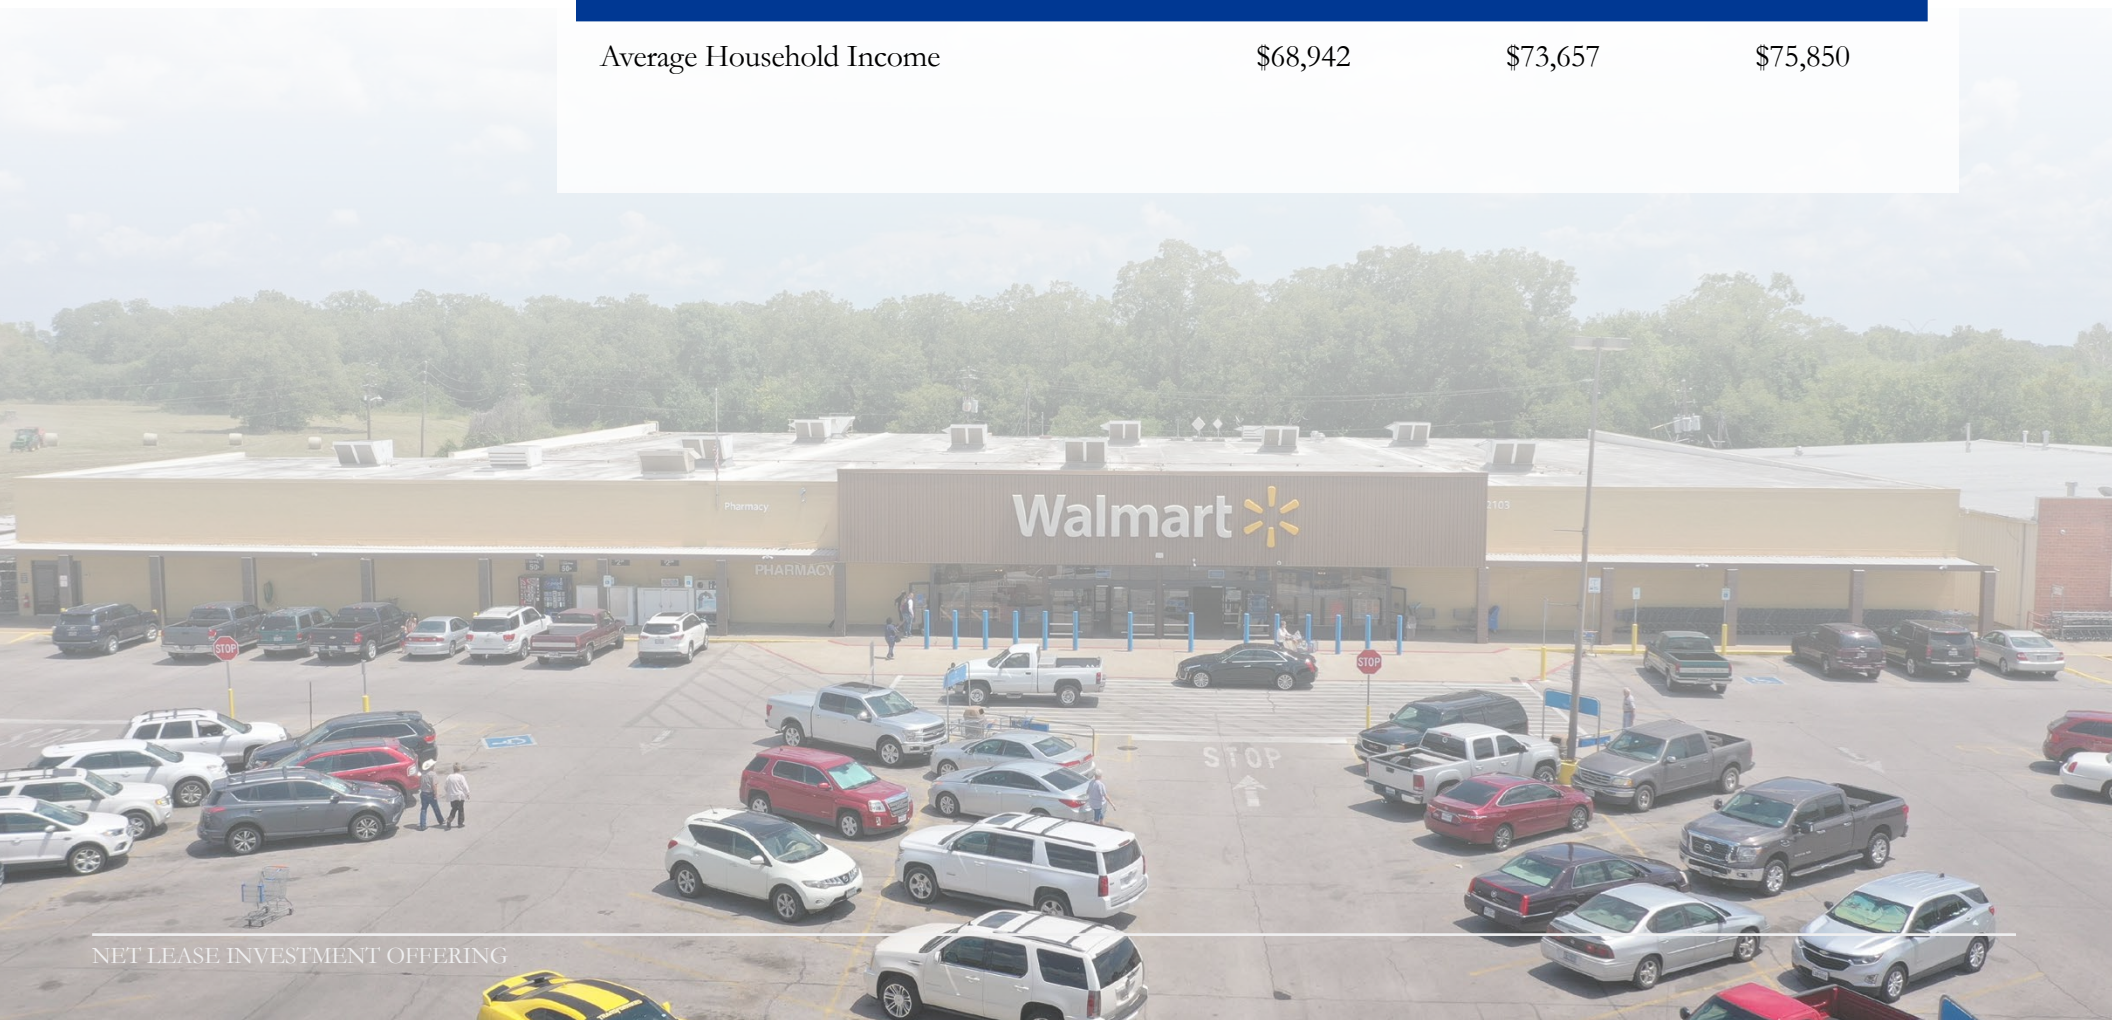 Average Household Income $68,942 $73,657 $75,850
Walmart
Pharmacy
2103
PHARMACY
STOP
STOP
STOP
NET LEASE INVESTMENT OFFERING